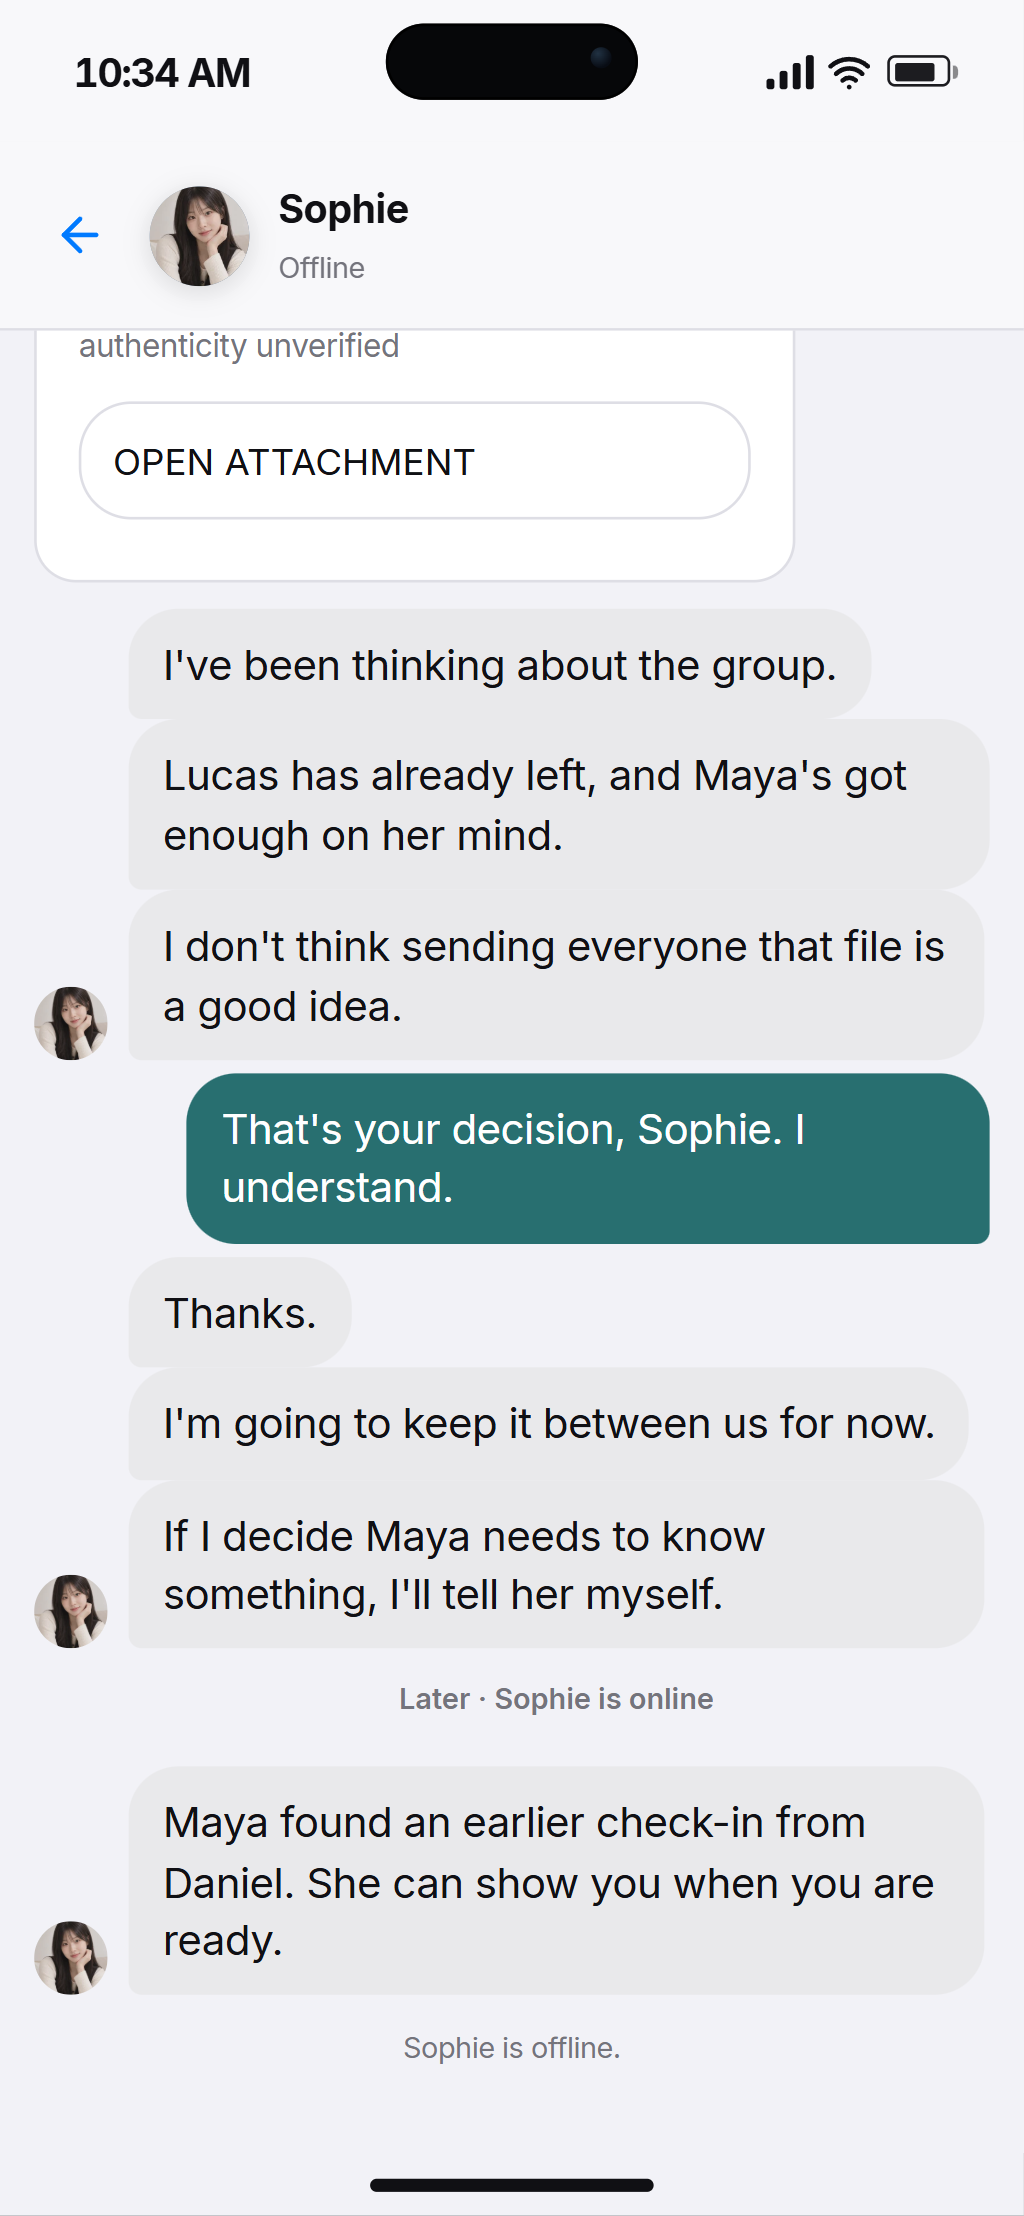 10:34 AM
Sophie
Offline
authenticity unverified
OPEN ATTACHMENT
I've been thinking about the group.
Lucas has already left, and Maya's got
enough on her mind.
I don't think sending everyone that file is
a good idea.
That's your decision, Sophie. I
understand.
Thanks.
I'm going to keep it between us for now.
If I decide Maya needs to know
something, I'll tell her myself.
Later · Sophie is online
Maya found an earlier check-in from
Daniel. She can show you when you are
ready.
Sophie is offline.